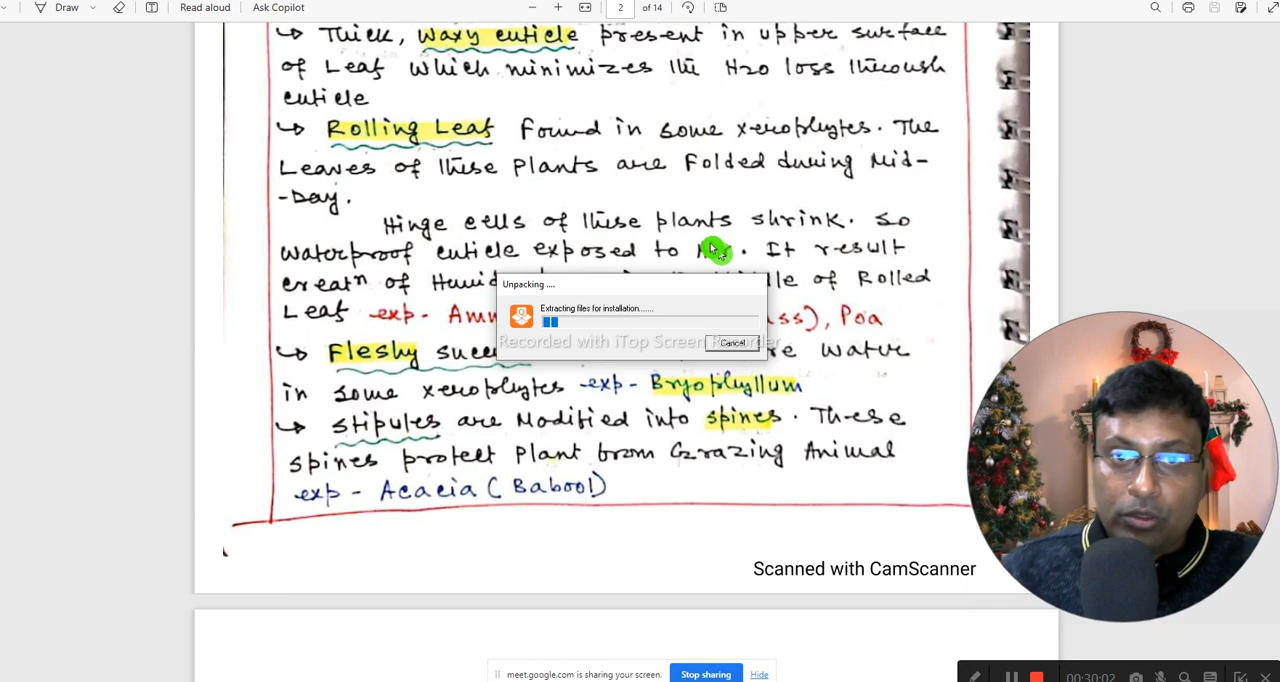 Draw
Read aloud
Ask Copilot
2
of 14
↳ Thick, waxy cuticle present in upper surface
of Leaf which minimizes the H2O loss through
cuticle
↳ Rolling Leaf Found in some xerophytes. The
Leaves of these Plants are Folded during Mid-
-Day.
Hinge cells of these plants shrink. So
waterproof cuticle exposed to. It result
creatn of in Rolled
Leaf exp- Poa
↳ Fleshy water
in some xerophytes -exp- Bryophyllum
↳ stipules are Modified into spines. These
spines protect Plant from Grazing Animal
exp - Acacia (Babool)
Unpacking ....
Extracting files for installation.......
Cancel
Recorded with iTop Screen Recorder
Scanned with CamScanner
meet.google.com is sharing your screen.
Stop sharing
Hide
00:30:02